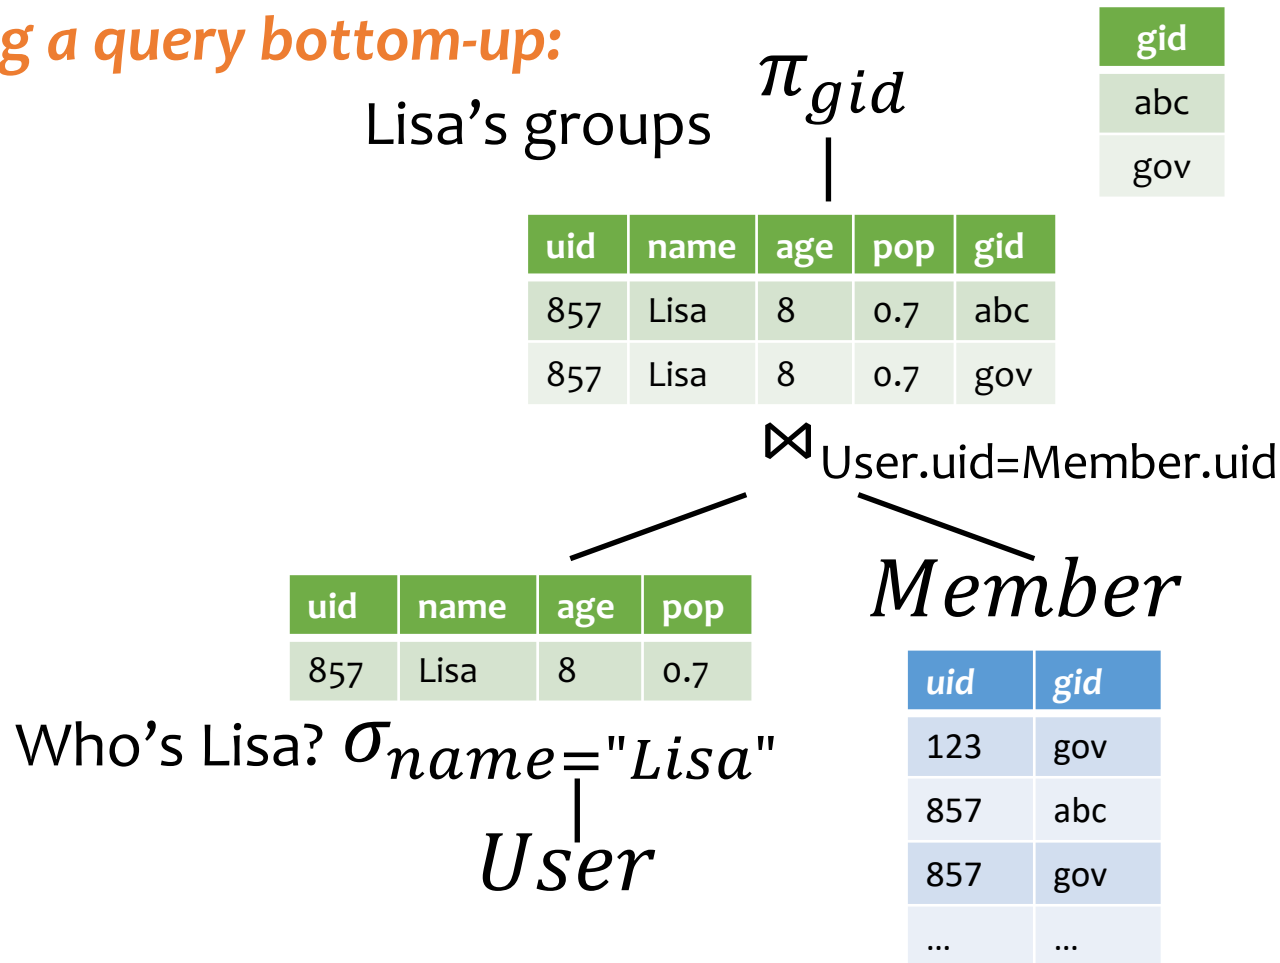 g a query bottom-up:
Lisa's groups π_gid
gid
abc
gov
uid name age pop gid
857 Lisa 8 0.7 abc
857 Lisa 8 0.7 gov
⋈ User.uid=Member.uid
uid name age pop
857 Lisa 8 0.7
Who's Lisa? σ_name="Lisa"
User
Member
uid gid
123 gov
857 abc
857 gov
... ...